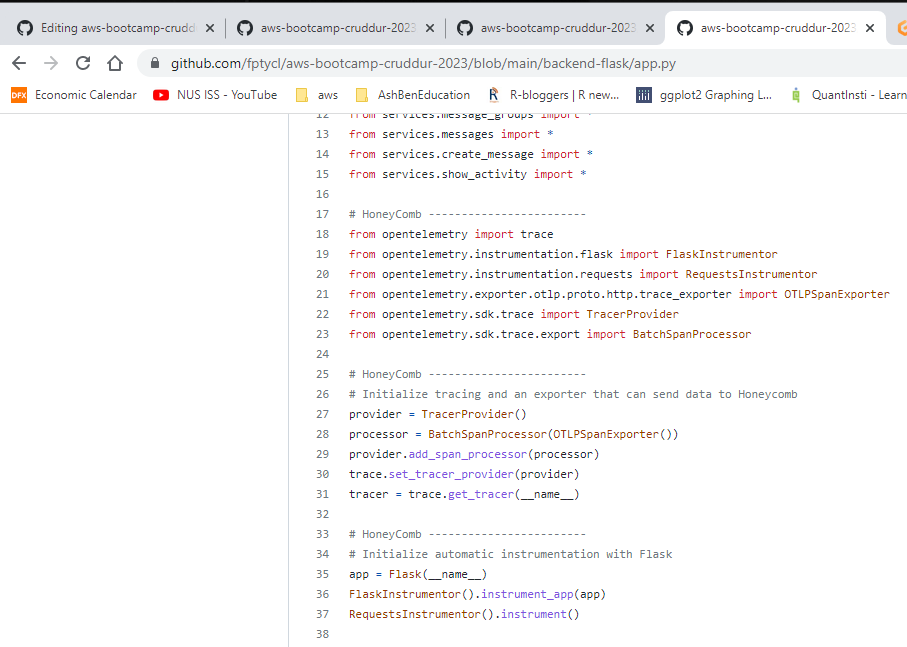 Editing aws-bootcamp-crudd
aws-bootcamp-cruddur-2023
aws-bootcamp-cruddur-2023
aws-bootcamp-cruddur-2023
github.com/fptycl/aws-bootcamp-cruddur-2023/blob/main/backend-flask/app.py
DFX Economic Calendar NUS ISS - YouTube aws AshBenEducation R-bloggers | R new... ggplot2 Graphing L... QuantInsti - Learn
12 from services.message_groups import *
13 from services.messages import *
14 from services.create_message import *
15 from services.show_activity import *
16
17 # HoneyComb ------------------------
18 from opentelemetry import trace
19 from opentelemetry.instrumentation.flask import FlaskInstrumentor
20 from opentelemetry.instrumentation.requests import RequestsInstrumentor
21 from opentelemetry.exporter.otlp.proto.http.trace_exporter import OTLPSpanExporter
22 from opentelemetry.sdk.trace import TracerProvider
23 from opentelemetry.sdk.trace.export import BatchSpanProcessor
24
25 # HoneyComb ------------------------
26 # Initialize tracing and an exporter that can send data to Honeycomb
27 provider = TracerProvider()
28 processor = BatchSpanProcessor(OTLPSpanExporter())
29 provider.add_span_processor(processor)
30 trace.set_tracer_provider(provider)
31 tracer = trace.get_tracer(__name__)
32
33 # HoneyComb ------------------------
34 # Initialize automatic instrumentation with Flask
35 app = Flask(__name__)
36 FlaskInstrumentor().instrument_app(app)
37 RequestsInstrumentor().instrument()
38